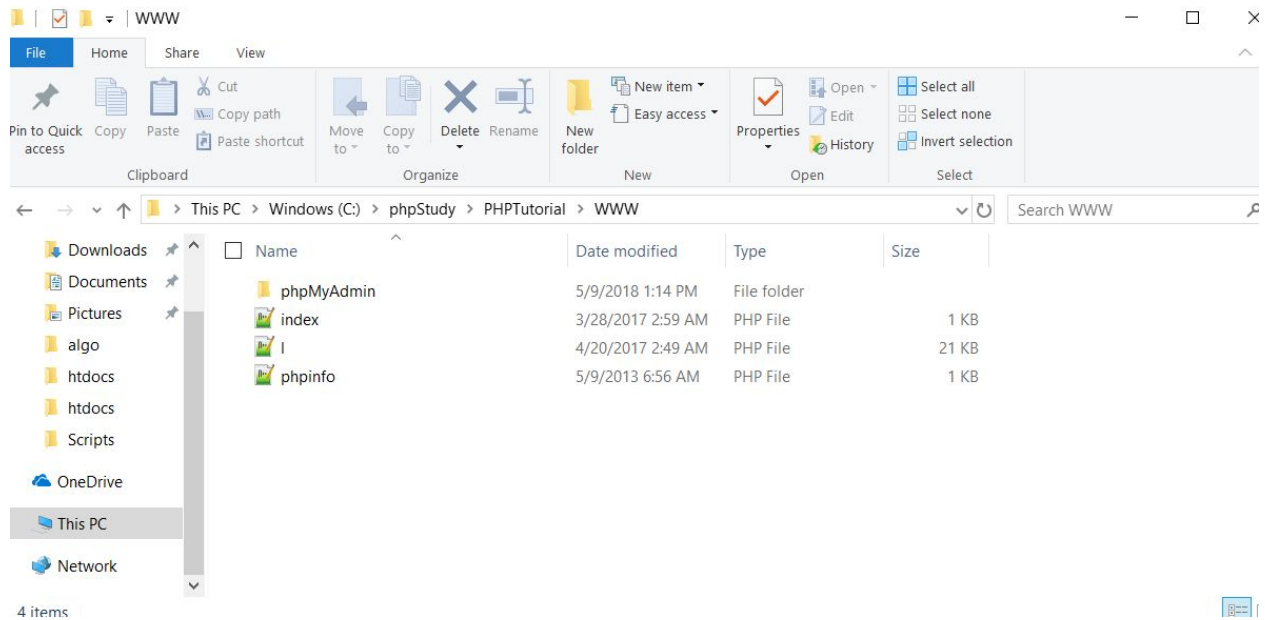 WWW
File Home Share View
Pin to Quick access
Copy
Paste
Cut
Copy path
Paste shortcut
Clipboard
Move to
Copy to
Delete
Rename
Organize
New folder
New item
Easy access
New
Properties
Open
Edit
History
Open
Select all
Select none
Invert selection
Select
This PC > Windows (C:) > phpStudy > PHPTutorial > WWW
Search WWW
Downloads
Documents
Pictures
algo
htdocs
htdocs
Scripts
OneDrive
This PC
Network
Name Date modified Type Size
phpMyAdmin 5/9/2018 1:14 PM File folder
index 3/28/2017 2:59 AM PHP File 1 KB
l 4/20/2017 2:49 AM PHP File 21 KB
phpinfo 5/9/2013 6:56 AM PHP File 1 KB
4 items